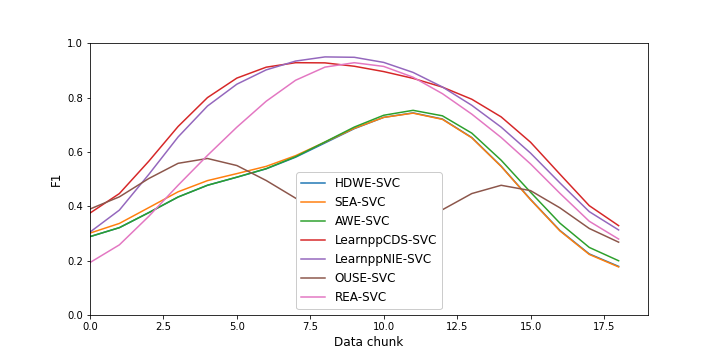 1.0
0.8
0.6
0.4
0.2
0.0
F1
HDWE-SVC
SEA-SVC
AWE-SVC
LearnppCDS-SVC
LearnppNIE-SVC
OUSE-SVC
REA-SVC
0.0 2.5 5.0 7.5 10.0 12.5 15.0 17.5
Data chunk